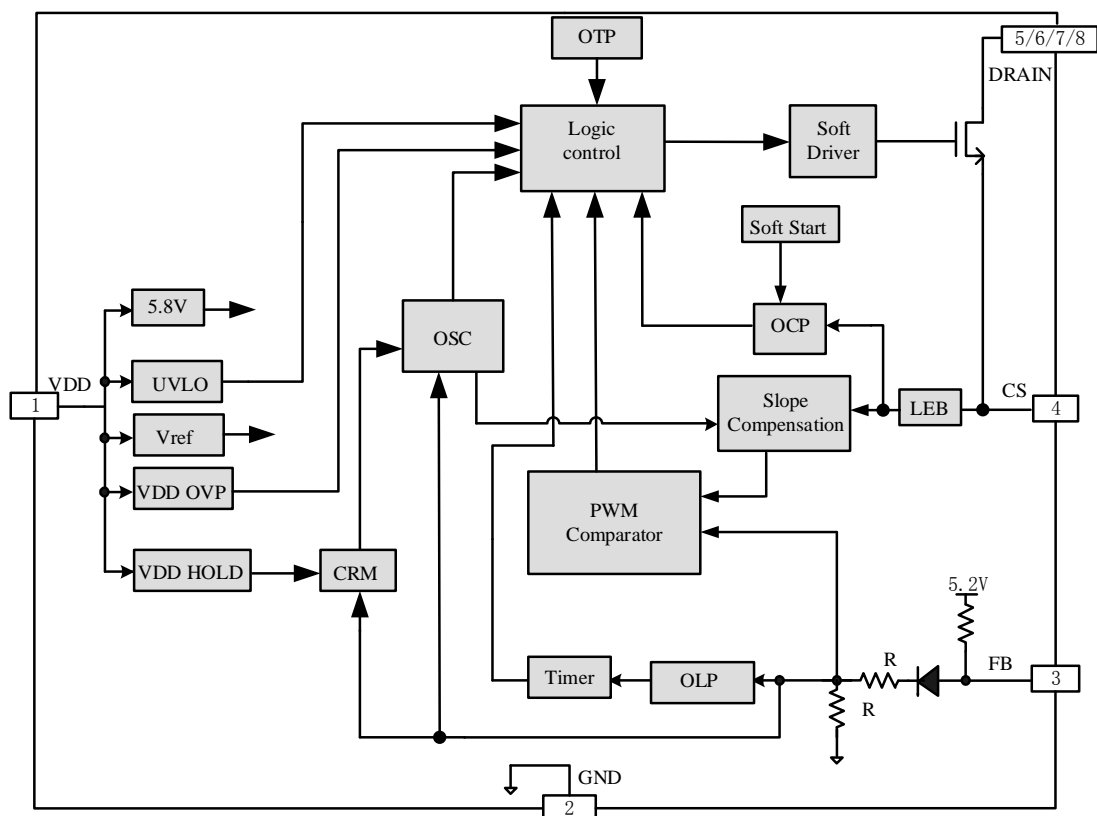 OTP
5/6/7/8
DRAIN
Logic
control
Soft
Driver
Soft Start
5.8V
OSC
OCP
VDD
UVLO
1
CS
LEB
4
Slope
Compensation
Vref
VDD OVP
PWM
Comparator
VDD HOLD
CRM
5.2V
R
FB
Timer
OLP
3
R
GND
2